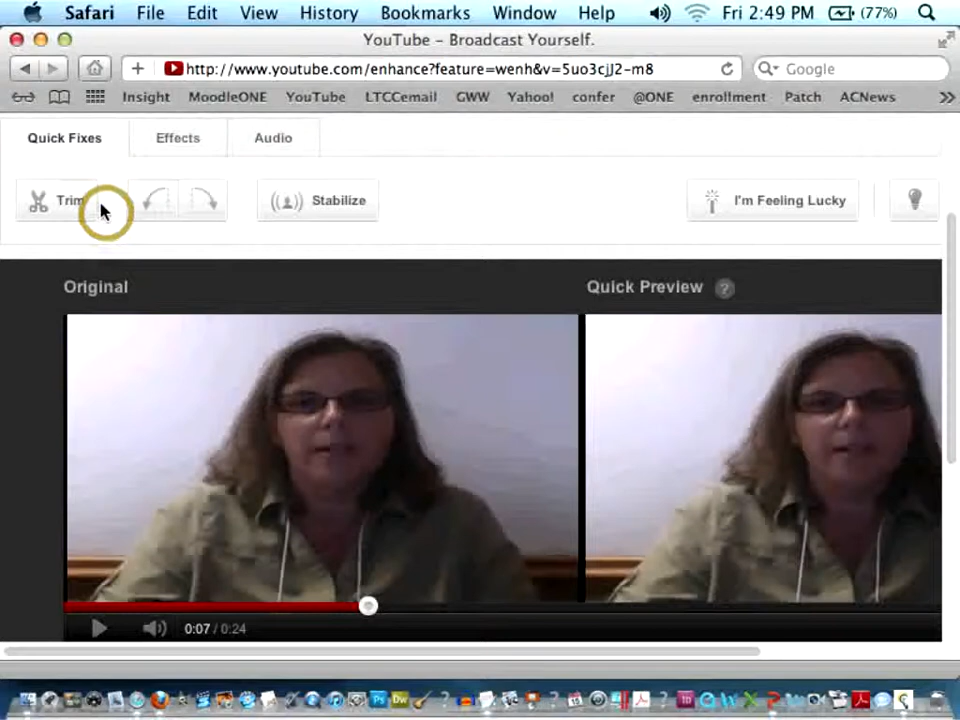 Safari File Edit View History Bookmarks Window Help Fri 2:49 PM (77%)
YouTube - Broadcast Yourself.
http://www.youtube.com/enhance?feature=wenh&v=5uo3cjJ2-m8 Google
Insight MoodleONE YouTube LTCCemail GWW Yahoo! confer @ONE enrollment Patch ACNews
Quick Fixes Effects Audio
Trim Stabilize I'm Feeling Lucky
Original Quick Preview ?
0:07 / 0:24